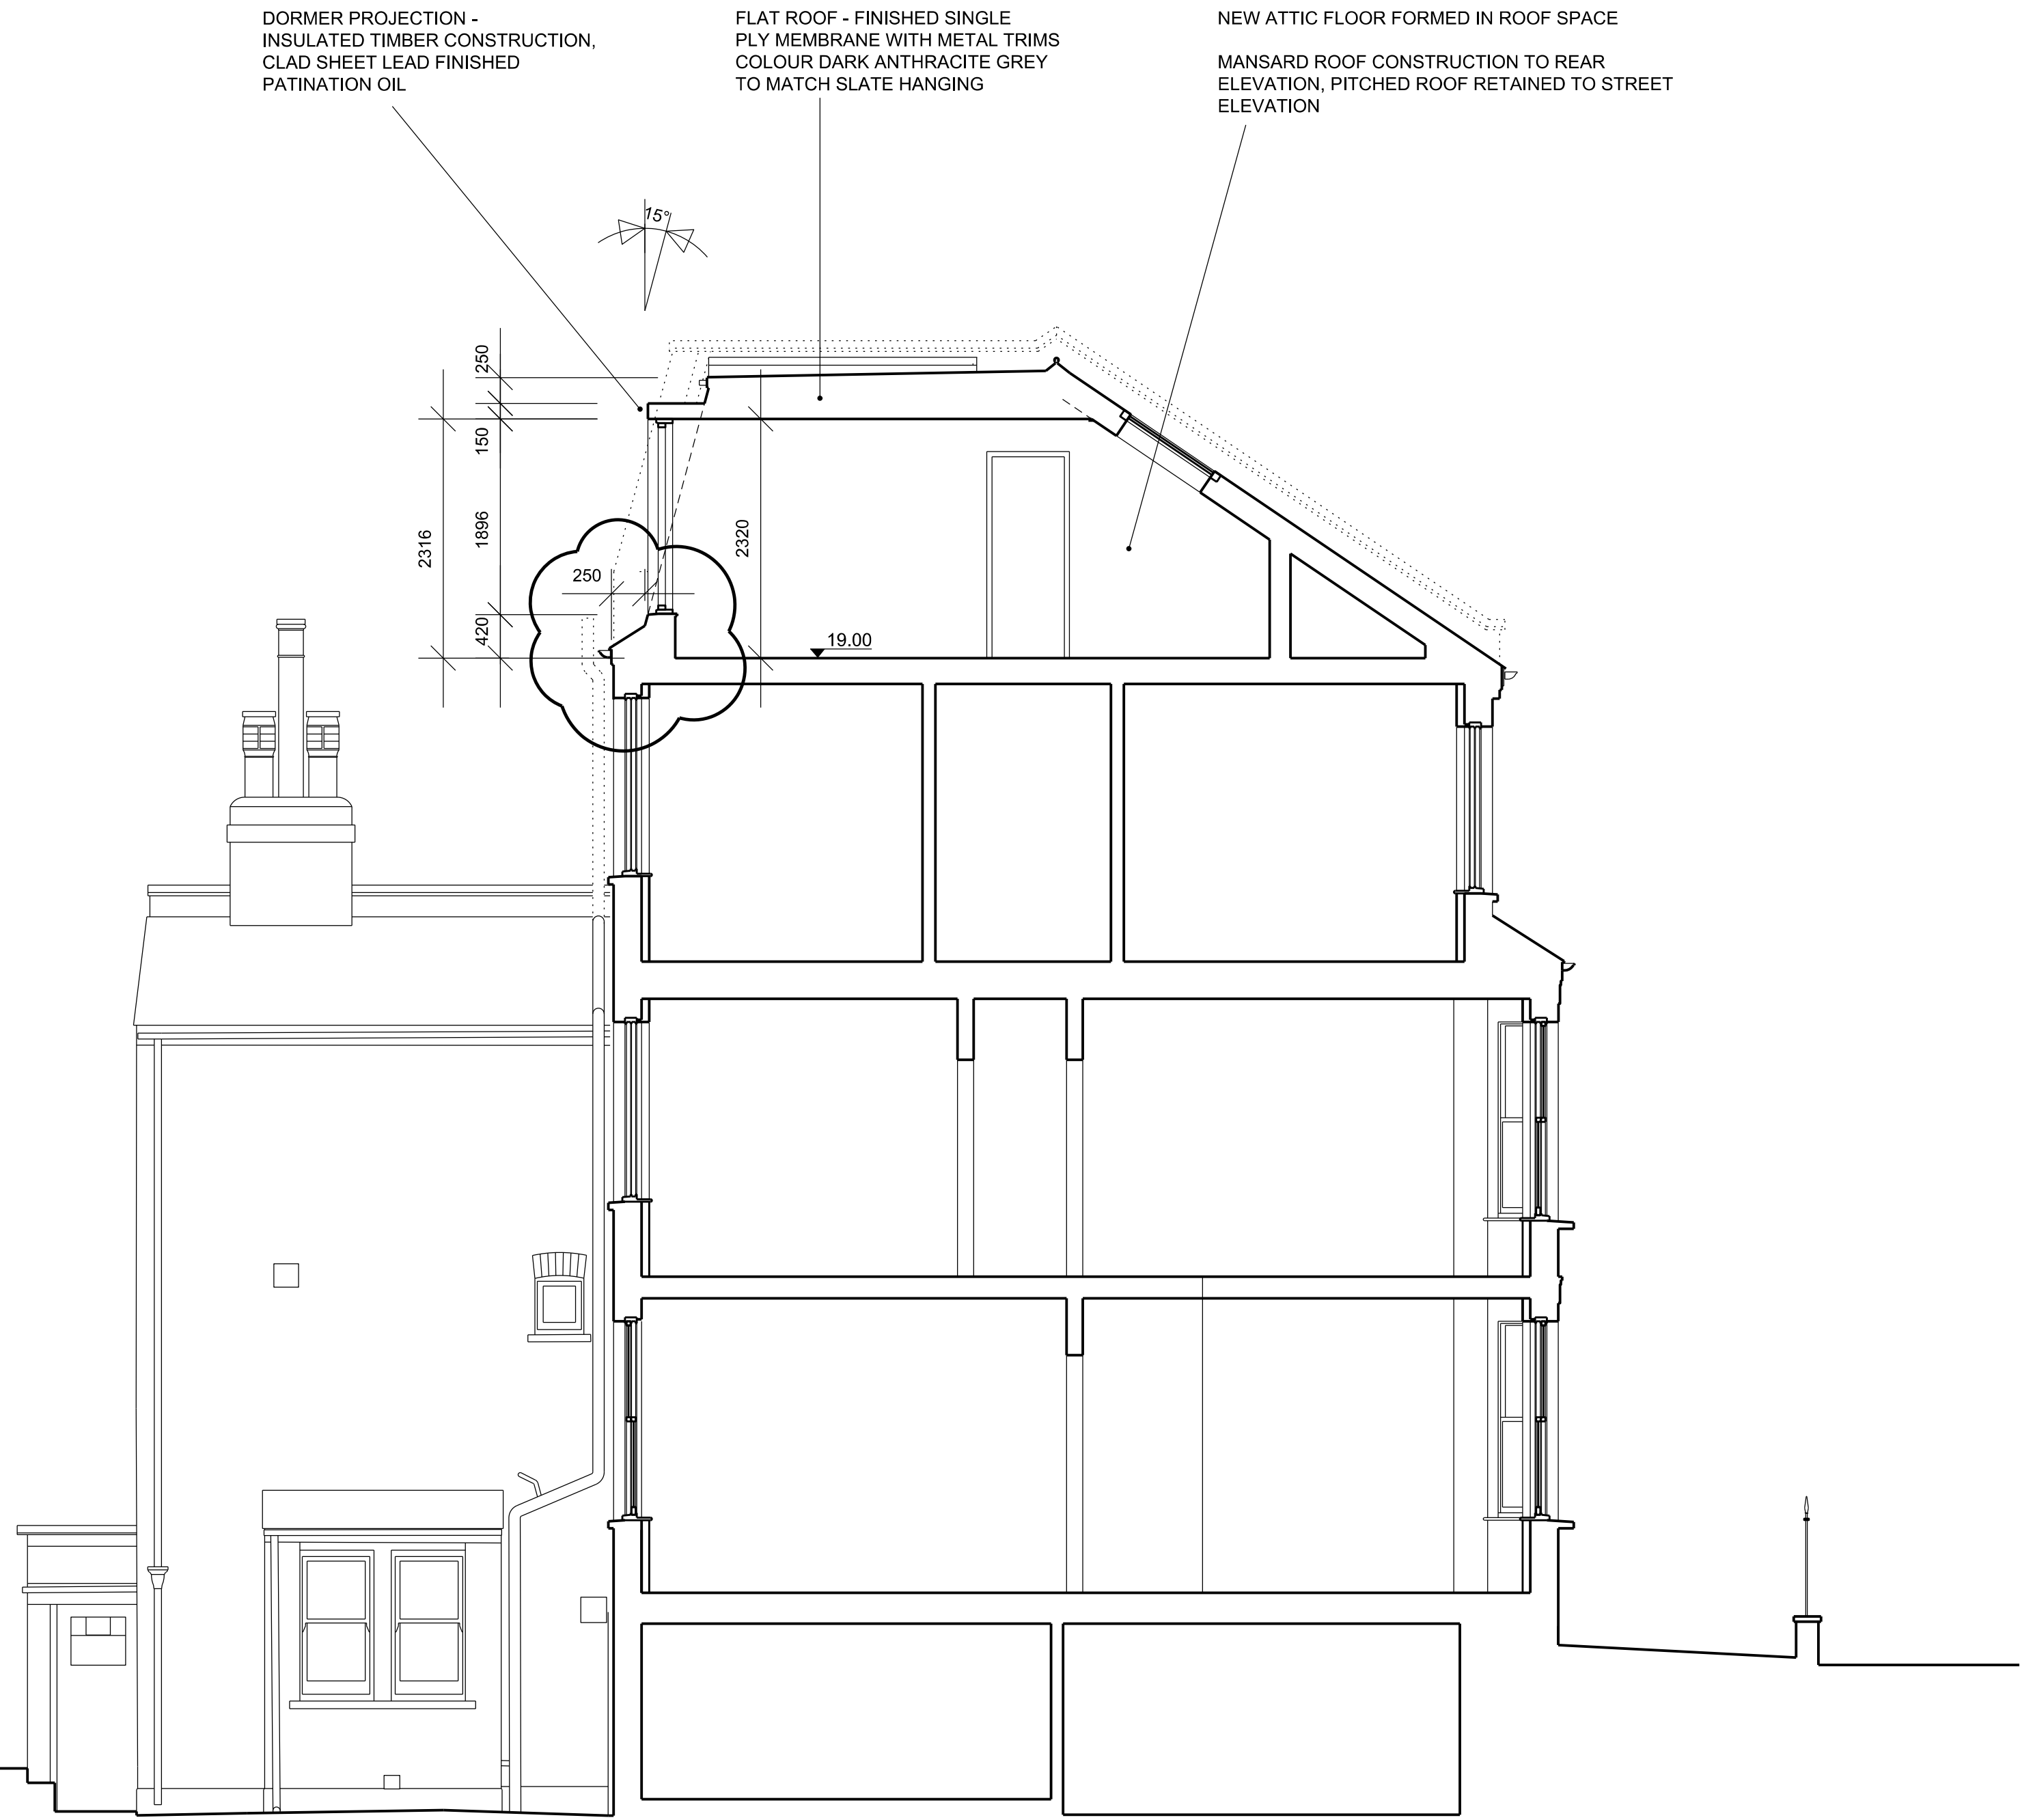 DORMER PROJECTION -
INSULATED TIMBER CONSTRUCTION,
CLAD SHEET LEAD FINISHED
PATINATION OIL
FLAT ROOF - FINISHED SINGLE
PLY MEMBRANE WITH METAL TRIMS
COLOUR DARK ANTHRACITE GREY
TO MATCH SLATE HANGING
NEW ATTIC FLOOR FORMED IN ROOF SPACE
MANSARD ROOF CONSTRUCTION TO REAR
ELEVATION, PITCHED ROOF RETAINED TO STREET
ELEVATION
15°
250
150
1896
2316
420
250
2320
19.00